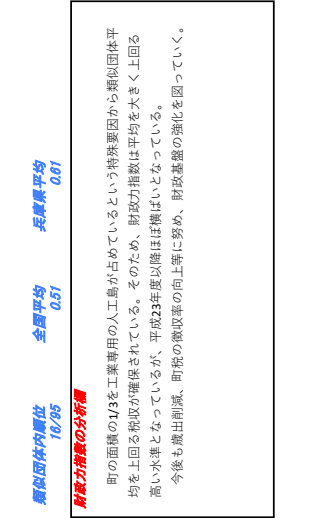 類似団体内順位 全国平均 兵庫県平均
16/95 0.51 0.61
財政力指数の分析欄
町の面積の1/3を工業専用の人工島が占めているという特殊要因から類似団体平
均を上回る税収が確保されている。そのため、財政力指数は平均を大きく上回る
高い水準となっているが、平成23年度以降ほぼ横ばいとなっている。
今後も歳出削減、町税の徴収率の向上等に努め、財政基盤の強化を図っていく。